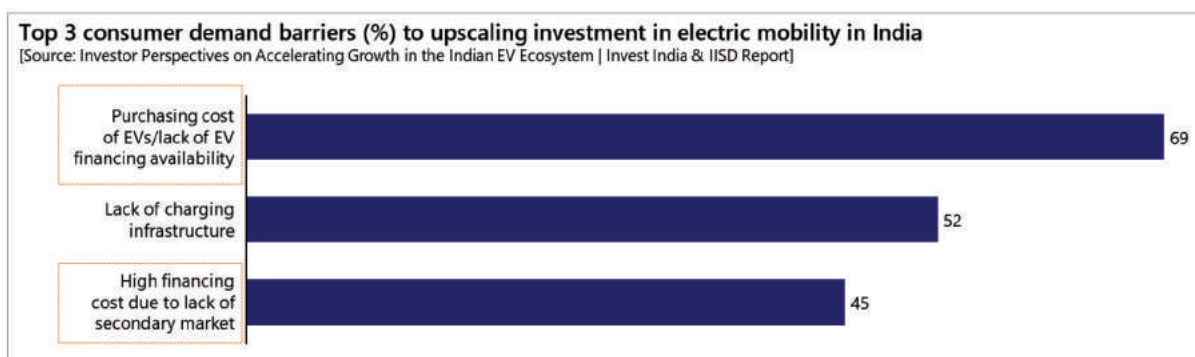 Top 3 consumer demand barriers (%) to upscaling investment in electric mobility in India
[Source: Investor Perspectives on Accelerating Growth in the Indian EV Ecosystem | Invest India & IISD Report]
Purchasing cost
of EVs/lack of EV
financing availability
69
Lack of charging
infrastructure
52
High financing
cost due to lack of
secondary market
45